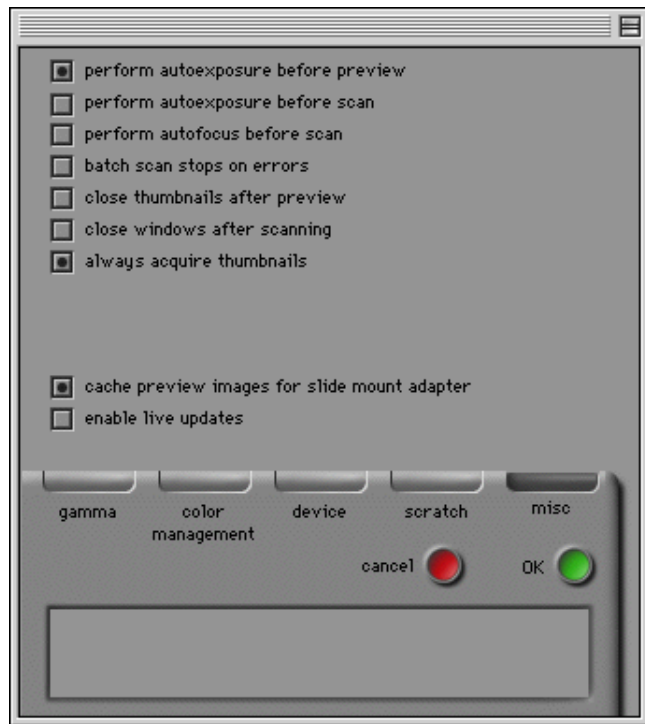 perform autoexposure before preview
perform autoexposure before scan
perform autofocus before scan
batch scan stops on errors
close thumbnails after preview
close windows after scanning
always acquire thumbnails
cache preview images for slide mount adapter
enable live updates
gamma
color
management
device
scratch
misc
cancel
OK